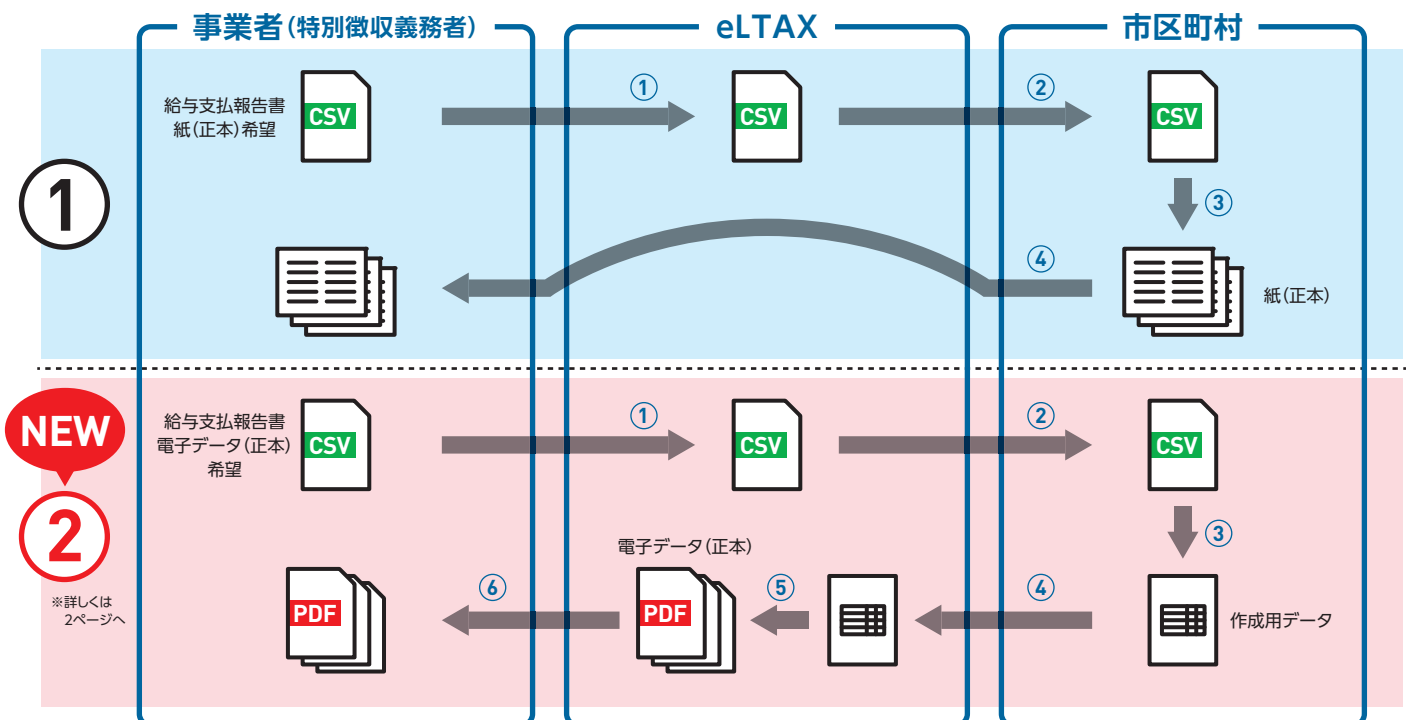 事業者(特別徴収義務者)
eLTAX
市区町村
1
給与支払報告書
紙(正本)希望
CSV
①
CSV
②
CSV
③
④
紙(正本)
NEW
2
※詳しくは
2ページへ
給与支払報告書
電子データ(正本)
希望
CSV
①
CSV
②
CSV
③
電子データ(正本)
PDF
⑥
PDF
⑤
④
作成用データ